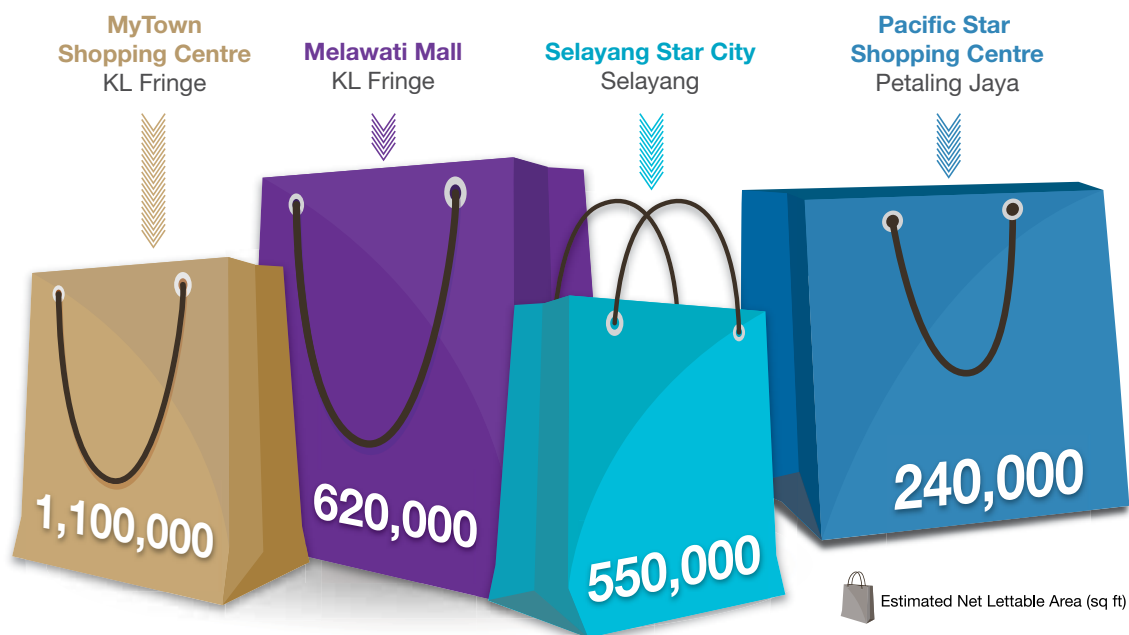 MyTown
Shopping Centre
KL Fringe
Melawati Mall
KL Fringe
Selayang Star City
Selayang
Pacific Star
Shopping Centre
Petaling Jaya
1,100,000
620,000
550,000
240,000
Estimated Net Lettable Area (sq ft)